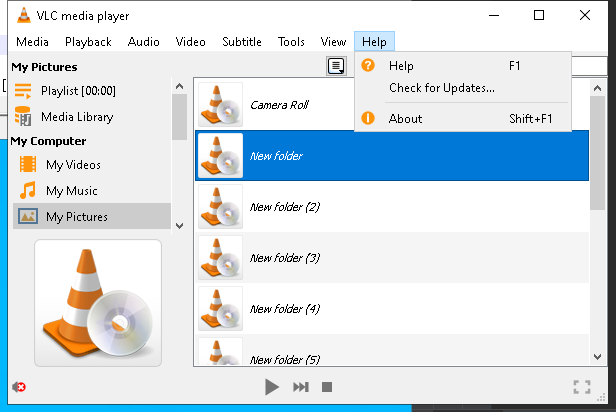 VLC media player
Media Playback Audio Video Subtitle Tools View Help
My Pictures
Playlist [00:00]
Media Library
My Computer
My Videos
My Music
My Pictures
Help F1
Check for Updates...
About Shift+F1
Camera Roll
New folder
New folder (2)
New folder (3)
New folder (4)
New folder (5)